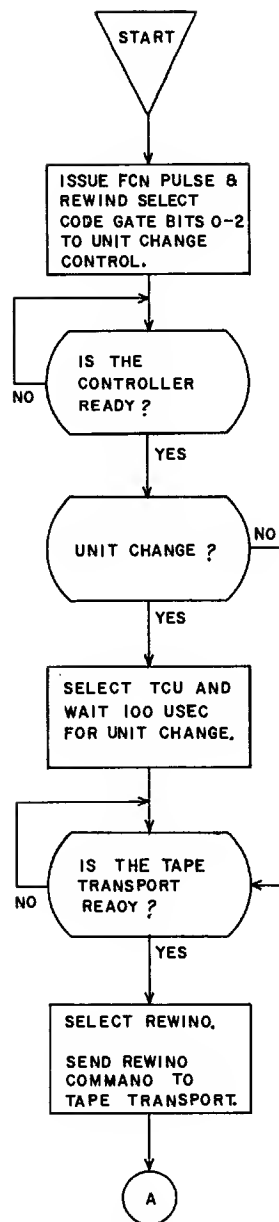 START
ISSUE FCN PULSE &
REWIND SELECT
CODE GATE BITS 0-2
TO UNIT CHANGE
CONTROL.
IS THE
CONTROLLER
READY?
NO
YES
UNIT CHANGE?
NO
YES
SELECT TCU AND
WAIT 100 USEC
FOR UNIT CHANGE.
IS THE TAPE
TRANSPORT
REAOY?
NO
YES
SELECT REWINO.
SEND REWINO
COMMANO TO
TAPE TRANSPORT.
A